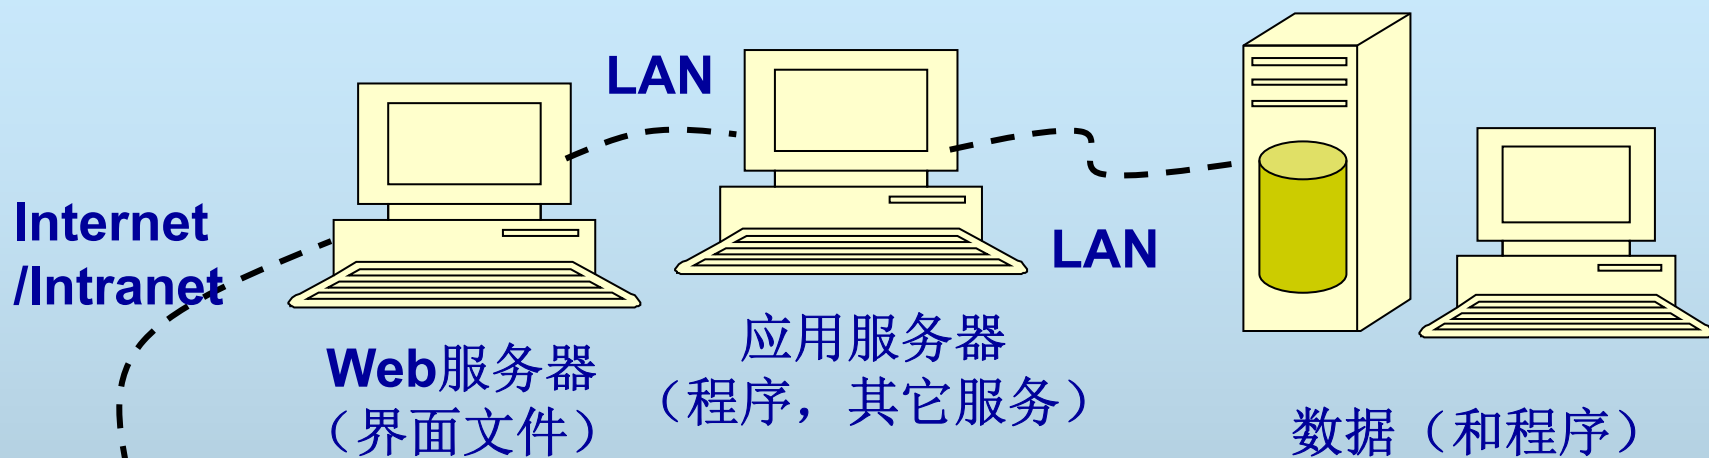 LAN
Internet
/Intranet
LAN
Web服务器
（界面文件）
应用服务器
（程序，其它服务）
数据（和程序）